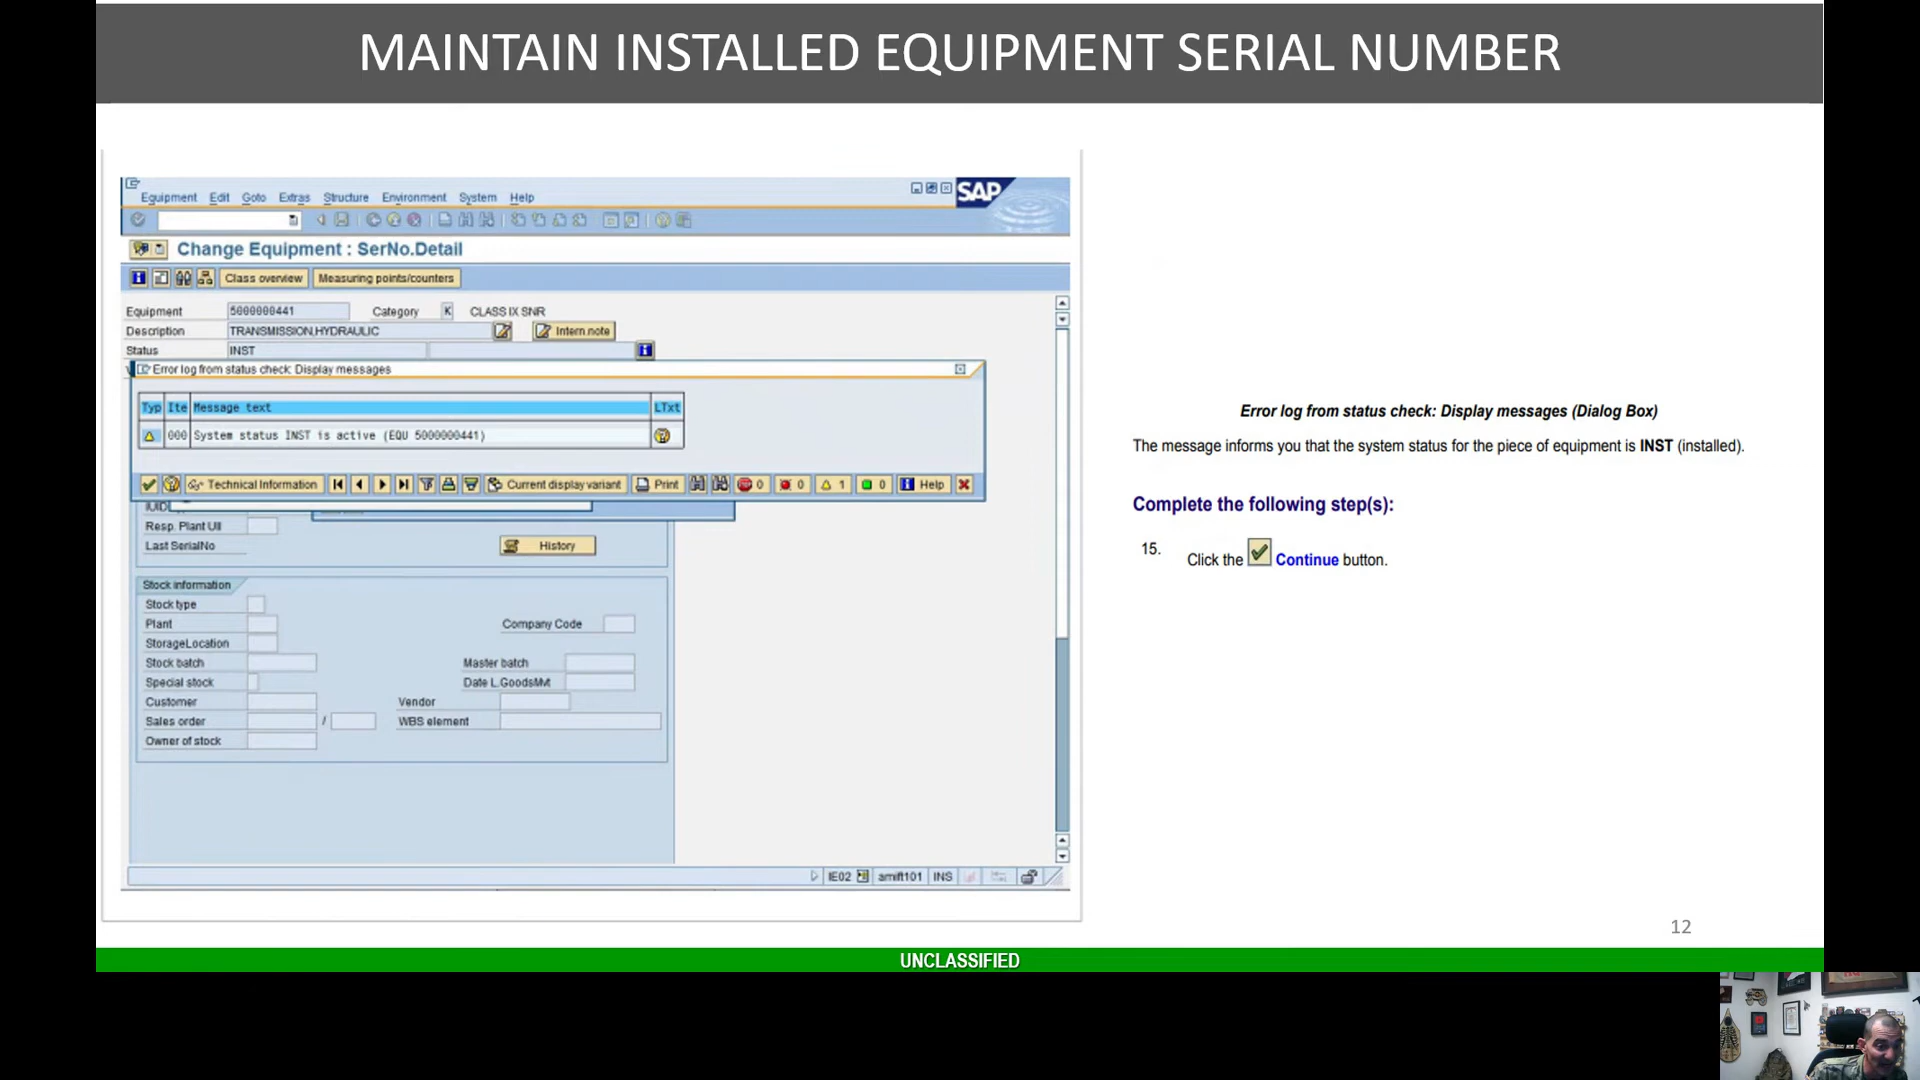 MAINTAIN INSTALLED EQUIPMENT SERIAL NUMBER
Equipment Edit Goto Extras Structure Environment System Help
SAP
Change Equipment : SerNo.Detail
Class overview Measuring points/counters
Equipment 5000000441 Category K CLASS IX SNR
Description TRANSMISSION,HYDRAULIC Intern note
Status INST
Error log from status check: Display messages
Typ Ite Message text LTxt
000 System status INST is active (EQU 5000000441)
Technical Information Current display variant Print 0 0 1 0 Help
Resp. Plant UII
Last SerialNo History
Stock information
Stock type
Plant Company Code
StorageLocation
Stock batch Master batch
Special stock Date L.GoodsMvt
Customer Vendor
Sales order / WBS element
Owner of stock
IE02 amift101 INS
Error log from status check: Display messages (Dialog Box)
The message informs you that the system status for the piece of equipment is INST (installed).
Complete the following step(s):
15. Click the Continue button.
12
UNCLASSIFIED